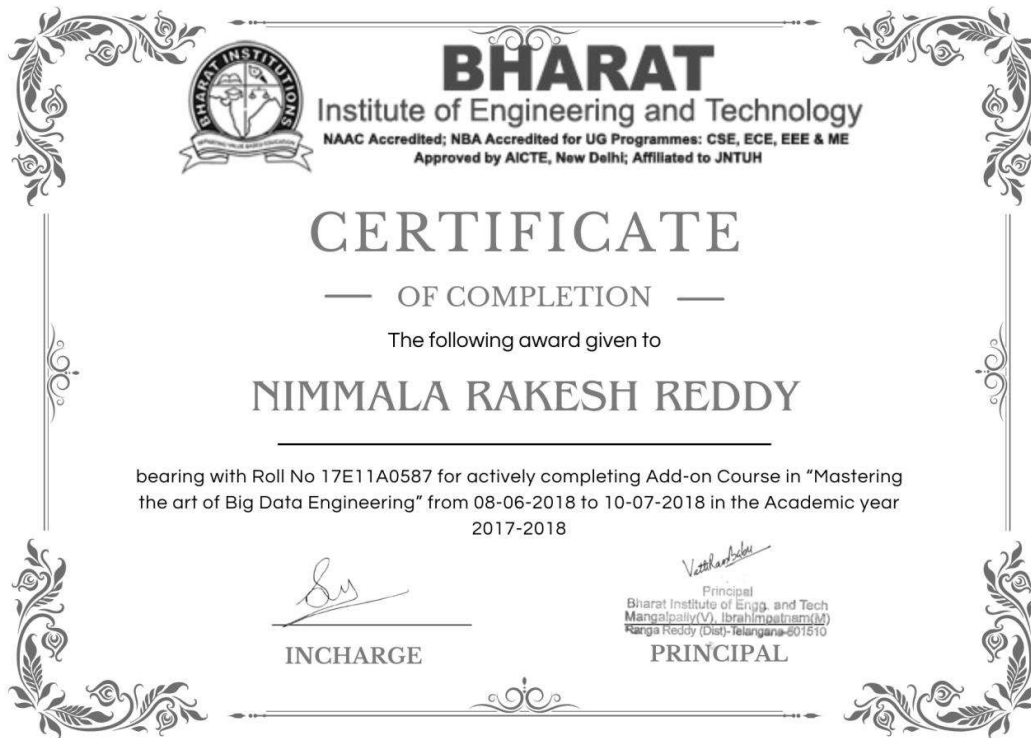 BHARAT INSTITUTIONS
BHARAT
Institute of Engineering and Technology
NAAC Accredited; NBA Accredited for UG Programmes: CSE, ECE, EEE & ME
Approved by AICTE, New Delhi; Affiliated to JNTUH
CERTIFICATE
OF COMPLETION
The following award given to
NIMMALA RAKESH REDDY
bearing with Roll No 17E11A0587 for actively completing Add-on Course in “Mastering
the art of Big Data Engineering” from 08-06-2018 to 10-07-2018 in the Academic year
2017-2018
Principal
Bharat Institute of Engg. and Tech
Mangalpally(V), Ibrahimpatnam(M)
Ranga Reddy (Dist)-Telangana-501510
INCHARGE
PRINCIPAL